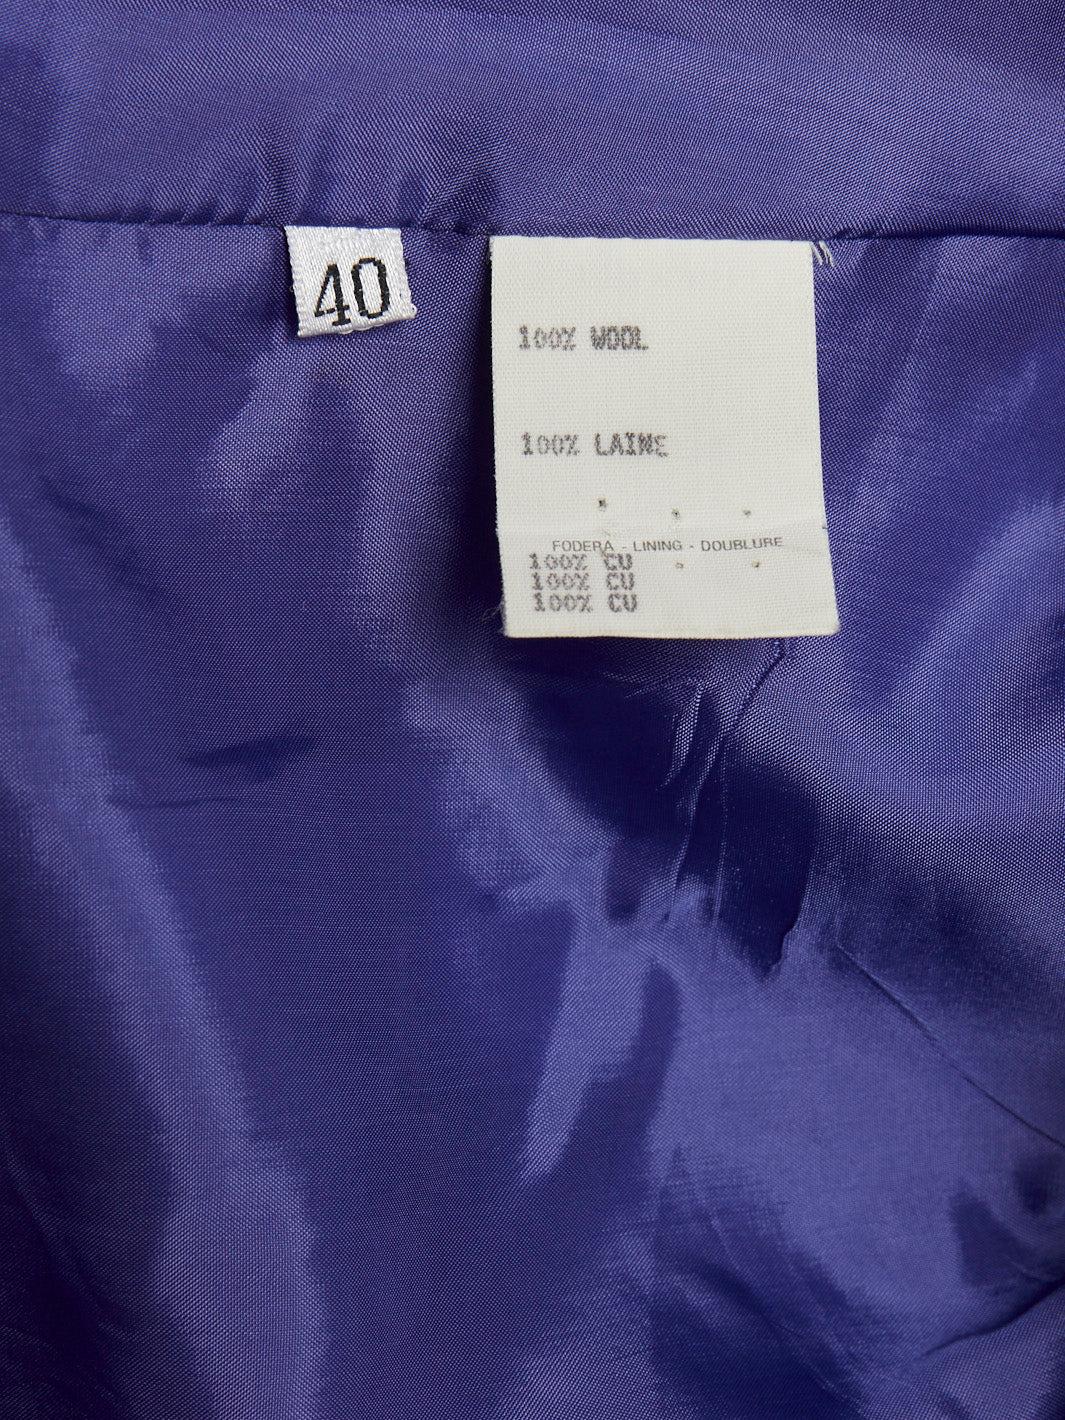 40
100% WOOL
100% LAINE
FODERA - LINING - DOUBLURE
100% CU
100% CU
100% CU